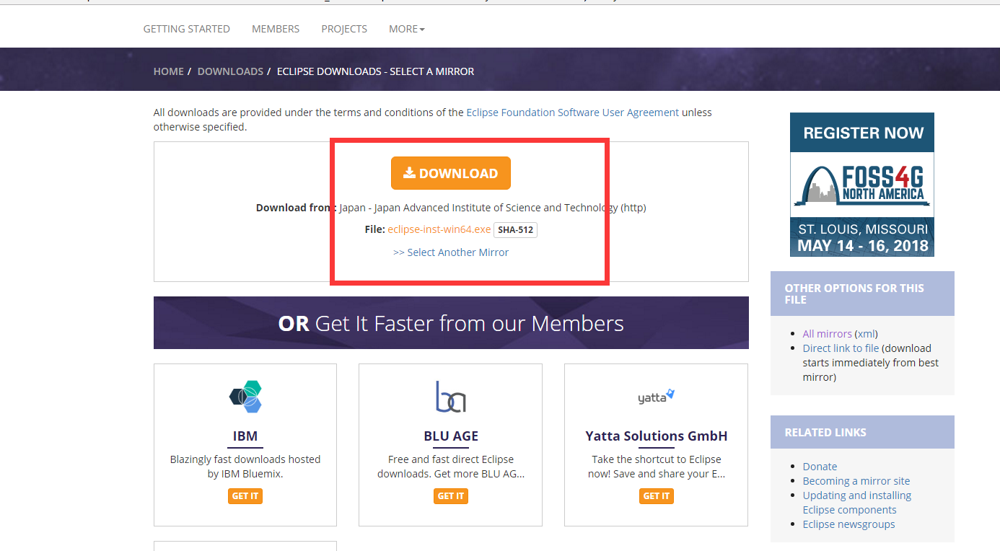 GETTING STARTED MEMBERS PROJECTS MORE
HOME / DOWNLOADS / ECLIPSE DOWNLOADS - SELECT A MIRROR
All downloads are provided under the terms and conditions of the Eclipse Foundation Software User Agreement unless
otherwise specified.
DOWNLOAD
Download from: Japan - Japan Advanced Institute of Science and Technology (http)
File: eclipse-inst-win64.exe SHA-512
>> Select Another Mirror
OR Get It Faster from our Members
IBM
Blazingly fast downloads hosted
by IBM Bluemix.
GET IT
ba
BLU AGE
Free and fast direct Eclipse
downloads. Get more BLU AG...
GET IT
yatta
Yatta Solutions GmbH
Take the shortcut to Eclipse
now! Save and share your E...
GET IT
REGISTER NOW
FOSS4G
NORTH AMERICA
ST. LOUIS, MISSOURI
MAY 14 - 16, 2018
OTHER OPTIONS FOR THIS
FILE
All mirrors (xml)
Direct link to file (download
starts immediately from best
mirror)
RELATED LINKS
Donate
Becoming a mirror site
Updating and installing
Eclipse components
Eclipse newsgroups